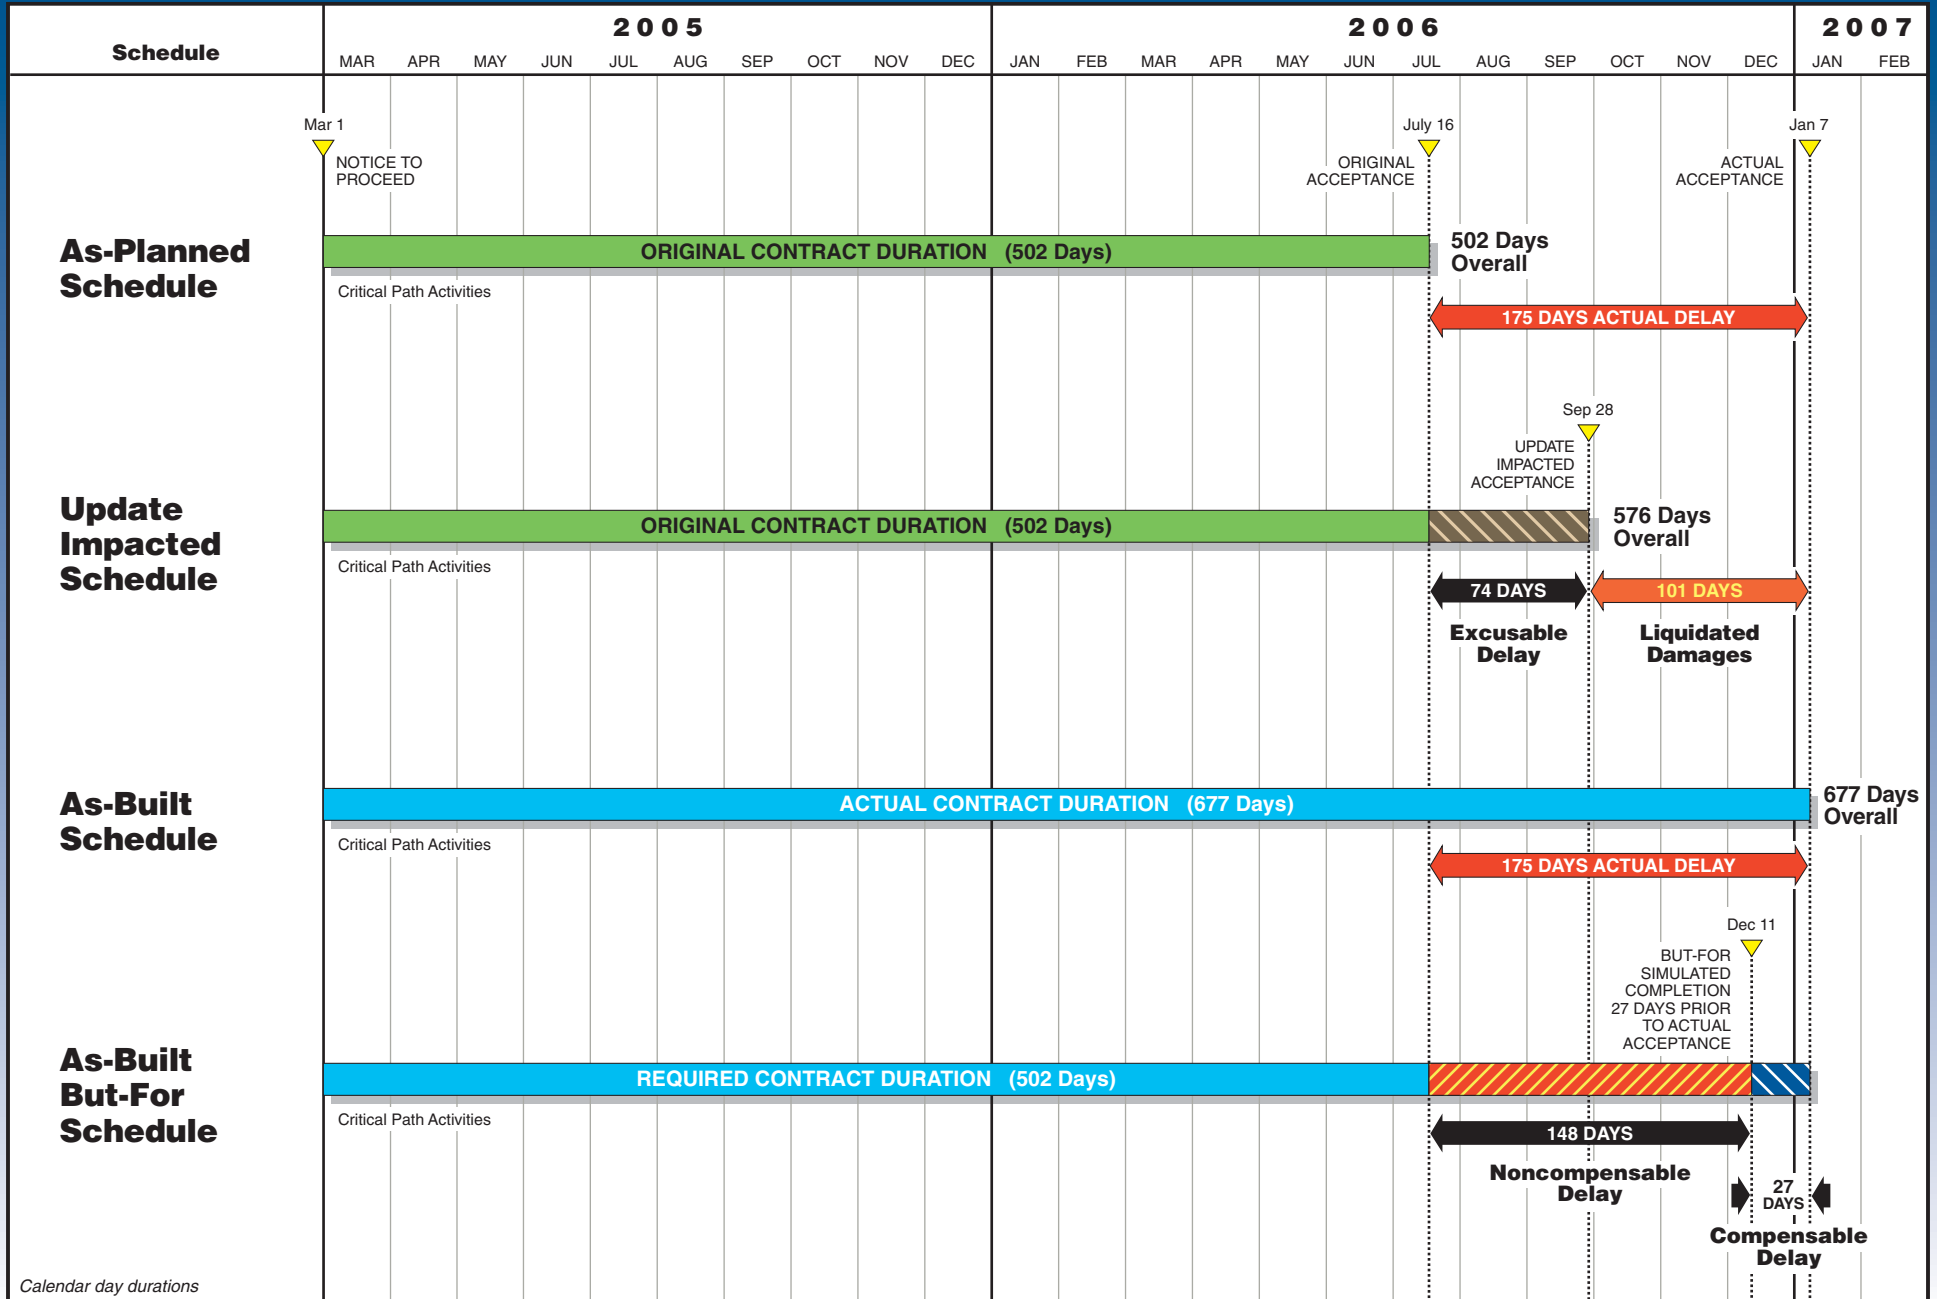 2005
2006
2007
Schedule
MAR APR MAY JUN JUL AUG SEP OCT NOV DEC JAN FEB MAR APR MAY JUN JUL AUG SEP OCT NOV DEC JAN FEB
Mar 1
July 16
Jan 7
NOTICE TO
PROCEED
ORIGINAL
ACCEPTANCE
ACTUAL
ACCEPTANCE
As-Planned
Schedule
ORIGINAL CONTRACT DURATION (502 Days)
502 Days
Overall
Critical Path Activities
175 DAYS ACTUAL DELAY
Sep 28
UPDATE
IMPACTED
ACCEPTANCE
Update
Impacted
Schedule
ORIGINAL CONTRACT DURATION (502 Days)
576 Days
Overall
Critical Path Activities
74 DAYS
101 DAYS
Excusable
Delay
Liquidated
Damages
As-Built
Schedule
ACTUAL CONTRACT DURATION (677 Days)
677 Days
Overall
Critical Path Activities
175 DAYS ACTUAL DELAY
Dec 11
BUT-FOR
SIMULATED
COMPLETION
27 DAYS PRIOR
TO ACTUAL
ACCEPTANCE
As-Built
But-For
Schedule
REQUIRED CONTRACT DURATION (502 Days)
Critical Path Activities
148 DAYS
Noncompensable
Delay
27
DAYS
Compensable
Delay
Calendar day durations